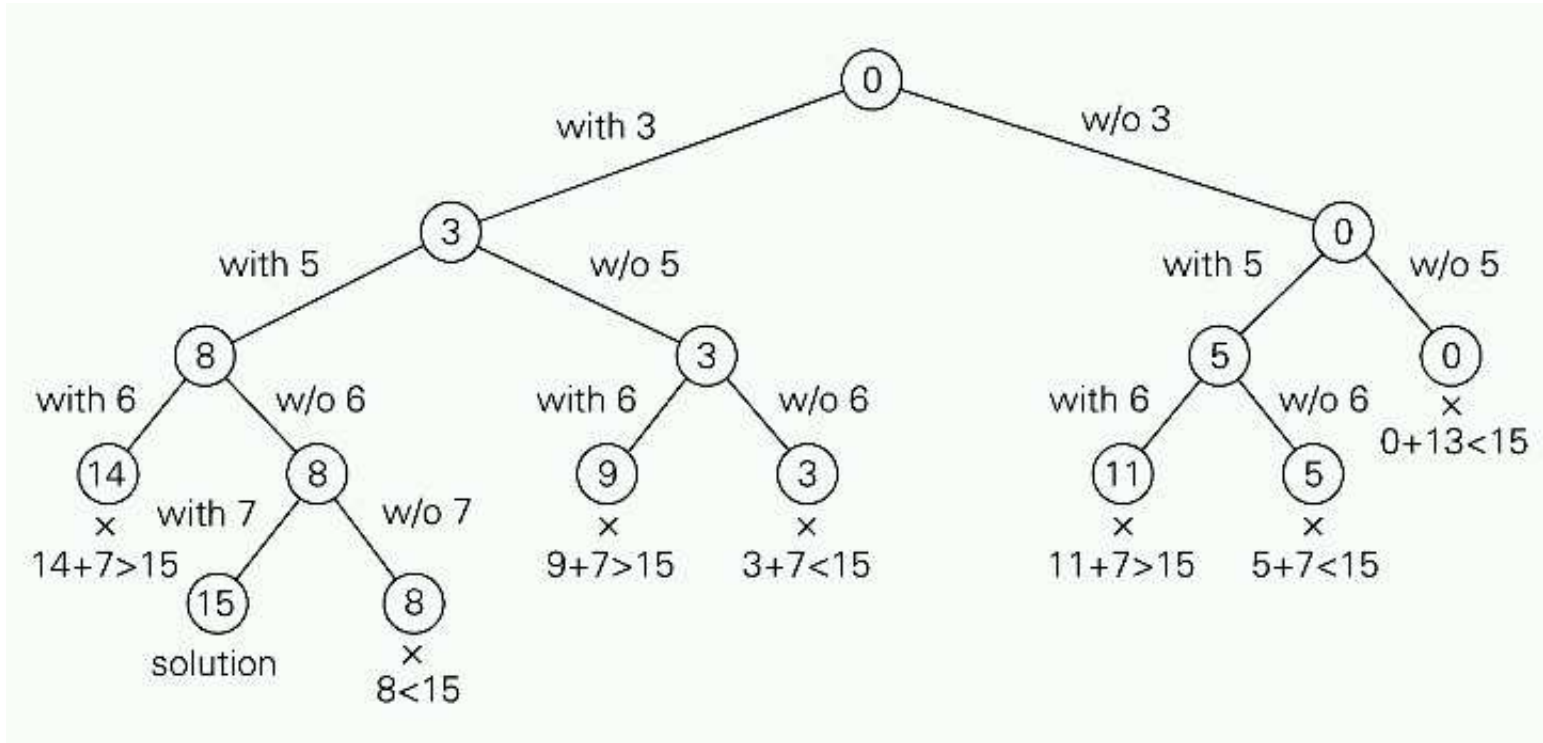 0
with 3
w/o 3
3
0
with 5
w/o 5
with 5
w/o 5
8
3
5
0
with 6
w/o 6
with 6
w/o 6
with 6
w/o 6
×
0+13<15
14
8
9
3
11
5
×
with 7
w/o 7
×
×
×
×
14+7>15
9+7>15
3+7<15
11+7>15
5+7<15
15
8
solution
×
8<15